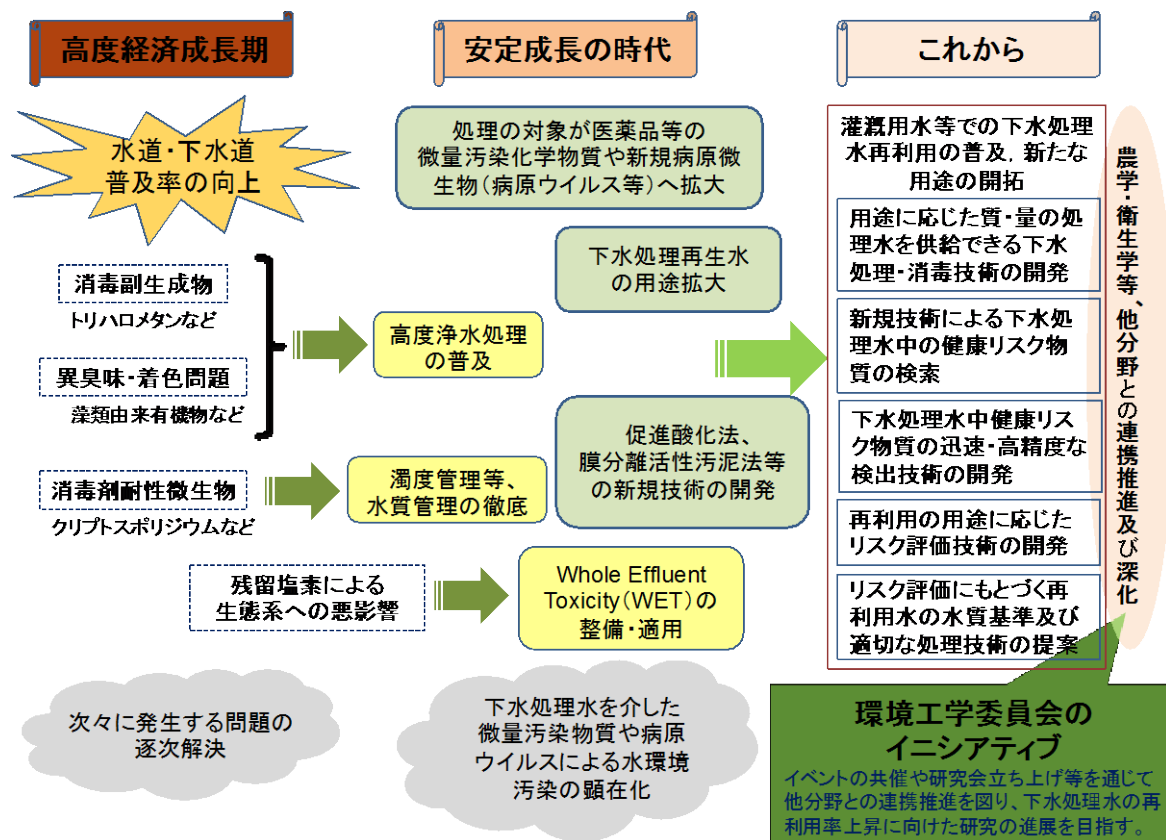 高度経済成長期
安定成長の時代
これから
水道・下水道
普及率の向上
消毒副生成物
トリハロメタンなど
異臭味・着色問題
藻類由来有機物など
消毒剤耐性微生物
クリプトスポリジウムなど
残留塩素による
生態系への悪影響
次々に発生する問題の
逐次解決
処理の対象が医薬品等の
微量汚染化学物質や新規病原微
生物(病原ウイルス等)へ拡大
下水処理再生水
の用途拡大
高度浄水処理
の普及
促進酸化法、
膜分離活性汚泥法等
の新規技術の開発
濁度管理等、
水質管理の徹底
Whole Effluent
Toxicity(WET)の
整備・適用
下水処理水を介した
微量汚染物質や病原
ウイルスによる水環境
汚染の顕在化
灌漑用水等での下水処理
水再利用の普及，新たな
用途の開拓
用途に応じた質・量の処
理水を供給できる下水
処理・消毒技術の開発
新規技術による下水処
理水中の健康リスク物
質の検索
下水処理水中健康リス
ク物質の迅速・高精度な
検出技術の開発
再利用の用途に応じた
リスク評価技術の開発
リスク評価にもとづく再
利用水の水質基準及び
適切な処理技術の提案
農学・衛生学等、他分野との連携推進及び深化
環境工学委員会の
イニシアティブ
イベントの共催や研究会立ち上げ等を通じて
他分野との連携推進を図り、下水処理水の再
利用率上昇に向けた研究の進展を目指す。